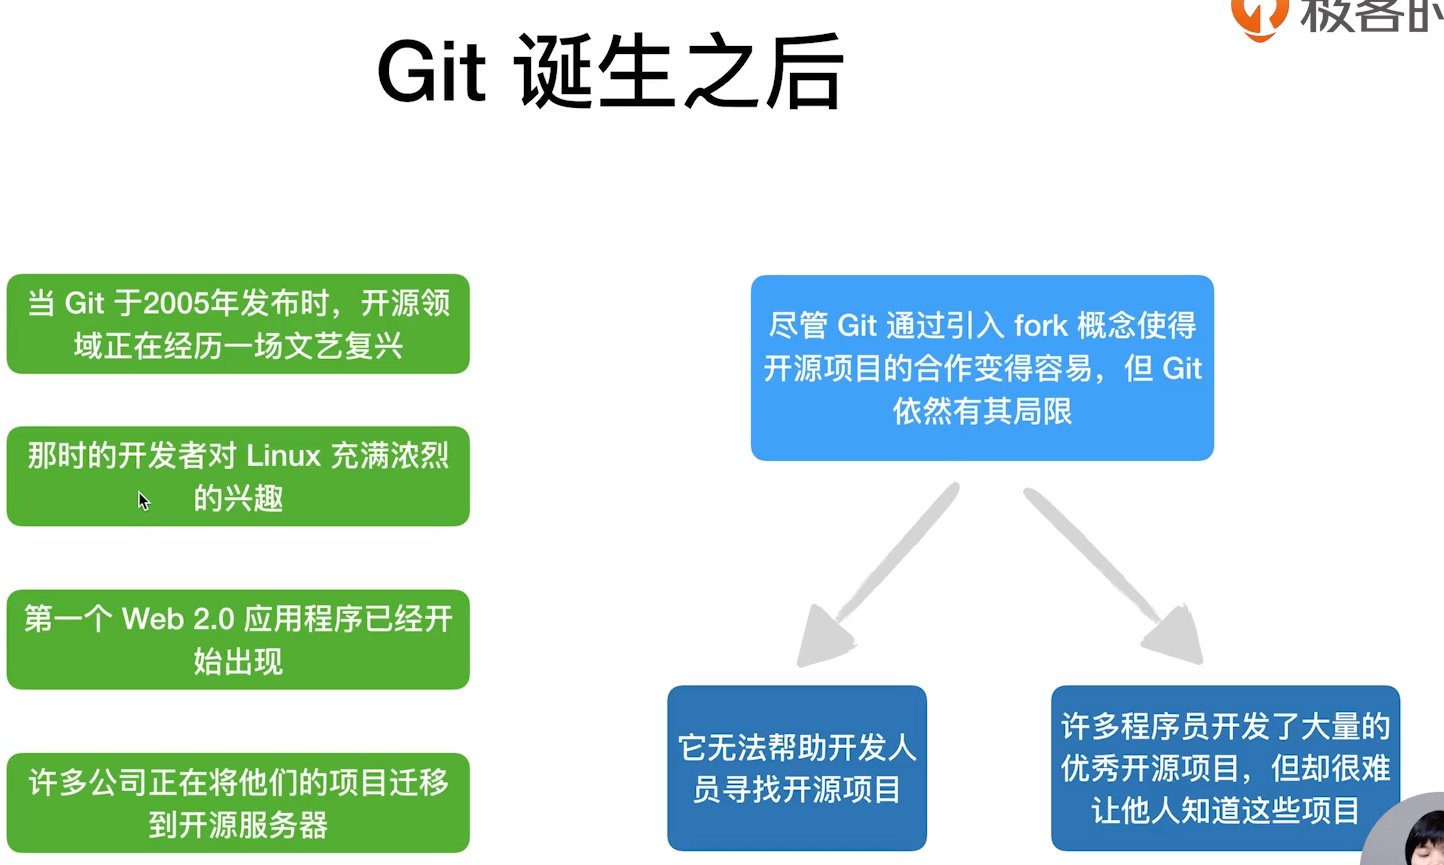 极客时
Git 诞生之后
当 Git 于2005年发布时，开源领
域正在经历一场文艺复兴
那时的开发者对 Linux 充满浓烈
的兴趣
第一个 Web 2.0 应用程序已经开
始出现
许多公司正在将他们的项目迁移
到开源服务器
尽管 Git 通过引入 fork 概念使得
开源项目的合作变得容易，但 Git
依然有其局限
它无法帮助开发人
员寻找开源项目
许多程序员开发了大量的
优秀开源项目，但却很难
让他人知道这些项目